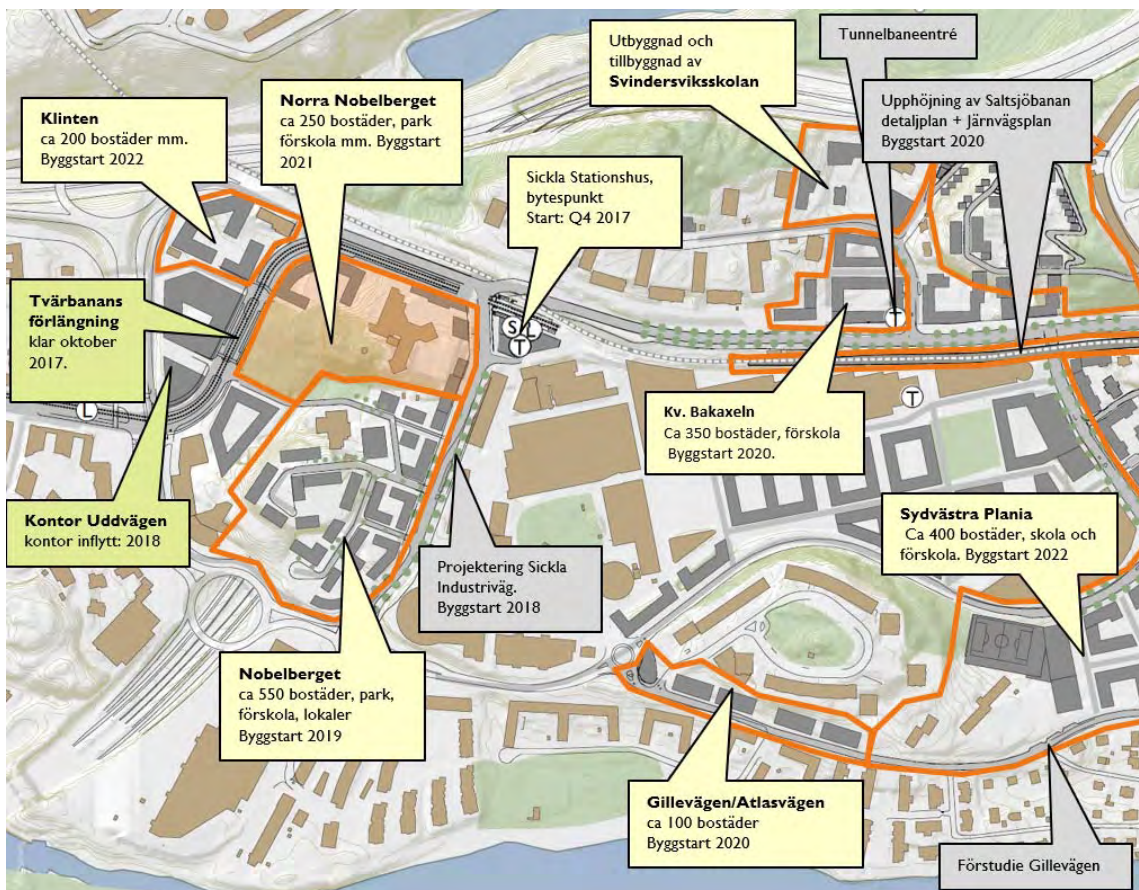 Utbyggnad och
tillbyggnad av
Svindersviksskolan
Tunnelbaneentré
Upphöjning av Saltsjöbanan
detaljplan + Järnvägsplan
Byggstart 2020
Klinten
ca 200 bostäder mm.
Byggstart 2022
Norra Nobelberget
ca 250 bostäder, park
förskola mm. Byggstart
2021
Sickla Stationshus,
bytespunkt
Start: Q4 2017
Tvärbanans
förlängning
klar oktober
2017.
S L
T
T
L
T
Kv. Bakaxeln
Ca 350 bostäder, förskola
Byggstart 2020.
Kontor Uddvägen
kontor inflytt: 2018
Projektering Sickla
Industriväg.
Byggstart 2018
Sydvästra Plania
Ca 400 bostäder, skola och
förskola. Byggstart 2022
Nobelberget
ca 550 bostäder, park,
förskola, lokaler
Byggstart 2019
Gillevägen/Atlasvägen
ca 100 bostäder
Byggstart 2020
Förstudie Gillevägen